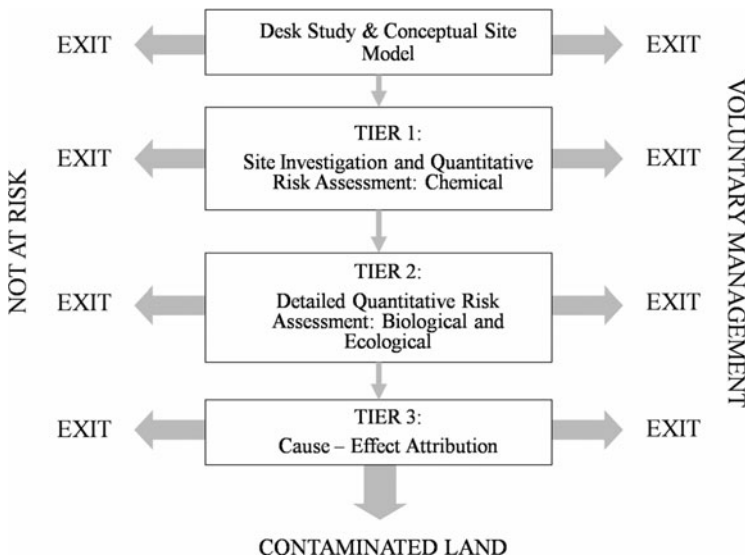 Desk Study & Conceptual Site
Model
EXIT
EXIT
TIER 1:
Site Investigation and Quantitative
Risk Assessment: Chemical
EXIT
EXIT
NOT AT RISK
VOLUNTARY MANAGEMENT
TIER 2:
Detailed Quantitative Risk
Assessment: Biological and
Ecological
EXIT
EXIT
TIER 3:
Cause – Effect Attribution
EXIT
EXIT
CONTAMINATED LAND